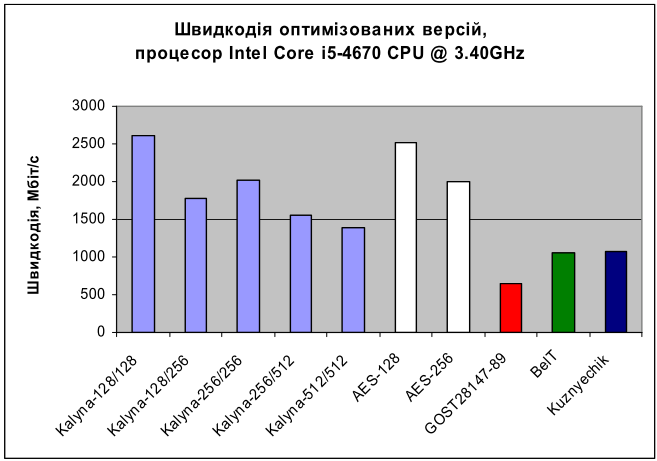 Швидкодія оптимізованих версій,
процесор Intel Core i5-4670 CPU @ 3.40GHz
Швидкодія, Мбіт/с
3000
2500
2000
1500
1000
500
0
Kalyna-128/128
Kalyna-128/256
Kalyna-256/256
Kalyna-256/512
Kalyna-512/512
AES-128
AES-256
GOST28147-89
BelT
Kuznyechik